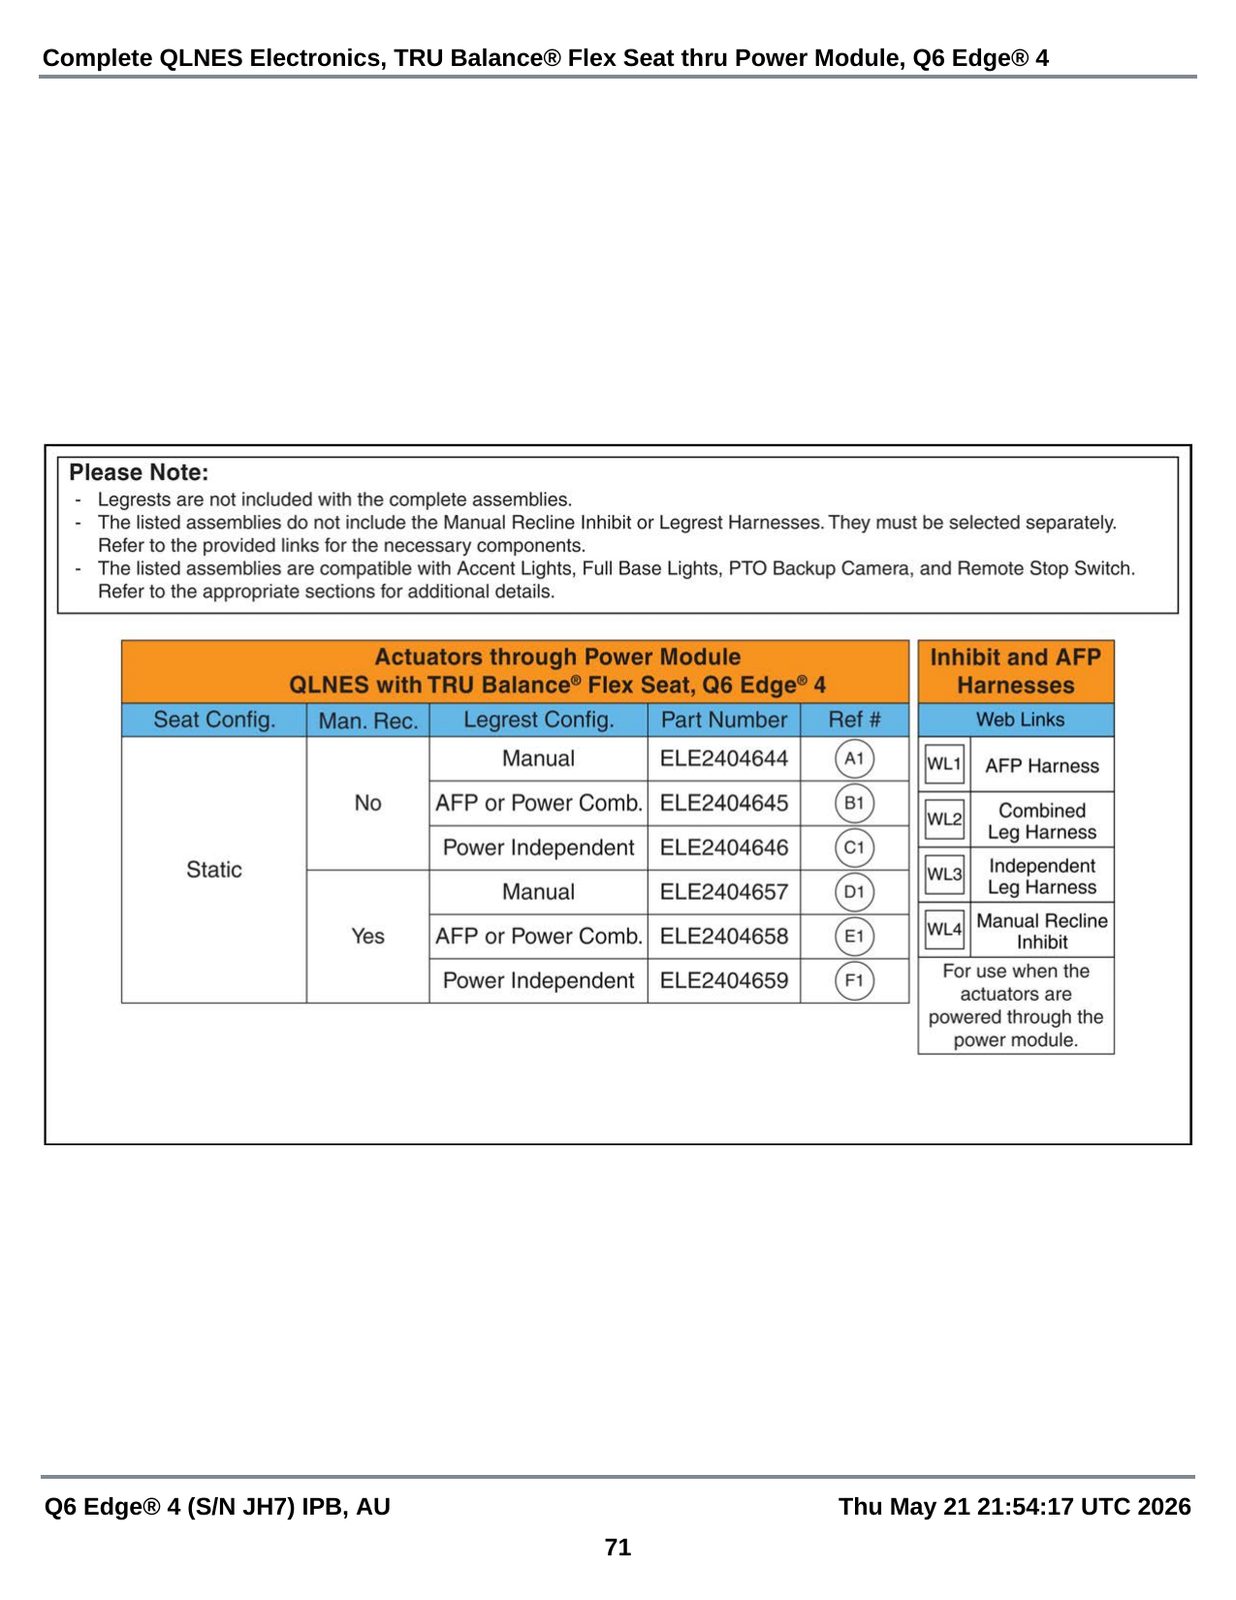 Complete QLNES Electronics, TRU Balance® Flex Seat thru Power Module, Q6 Edge® 4
Please Note:
- Legrests are not included with the complete assemblies.
- The listed assemblies do not include the Manual Recline Inhibit or Legrest Harnesses. They must be selected separately.
Refer to the provided links for the necessary components.
- The listed assemblies are compatible with Accent Lights, Full Base Lights, PTO Backup Camera, and Remote Stop Switch.
Refer to the appropriate sections for additional details.
Actuators through Power Module
QLNES with TRU Balance® Flex Seat, Q6 Edge® 4
Seat Config. Man. Rec. Legrest Config. Part Number Ref #
Static
No
Manual ELE2404644 A1
AFP or Power Comb. ELE2404645 B1
Power Independent ELE2404646 C1
Yes
Manual ELE2404657 D1
AFP or Power Comb. ELE2404658 E1
Power Independent ELE2404659 F1
Inhibit and AFP
Harnesses
Web Links
WL1 AFP Harness
WL2 Combined
Leg Harness
WL3 Independent
Leg Harness
WL4 Manual Recline
Inhibit
For use when the
actuators are
powered through the
power module.
Q6 Edge® 4 (S/N JH7) IPB, AU Thu May 21 21:54:17 UTC 2026
71